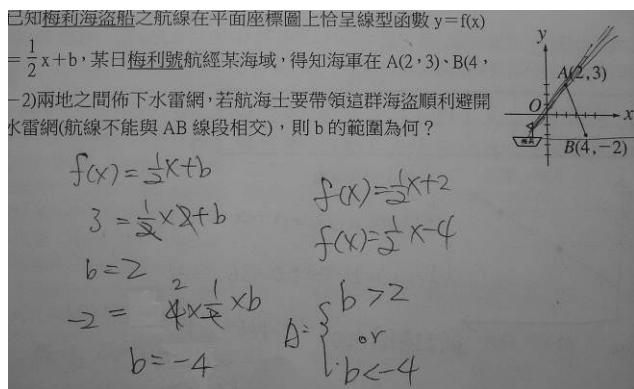 已知梅莉海盜船之航線在平面座標圖上恰呈線型函數 y=f(x)
=1/2x+b，某日梅利號航經某海域，得知海軍在 A(2，3)、B(4，
-2)兩地之間佈下水雷網，若航海士要帶領這群海盜順利避開
水雷網(航線不能與 AB 線段相交)，則 b 的範圍為何？
y
A(2,3)
O
x
B(4,-2)
f(x)=1/2x+b
3=1/2×2+b
b=2
-2= 4×1/2×b
2
b=-4
f(x)=1/2x+2
f(x)=1/2x-4
A= b>2
or
b<-4